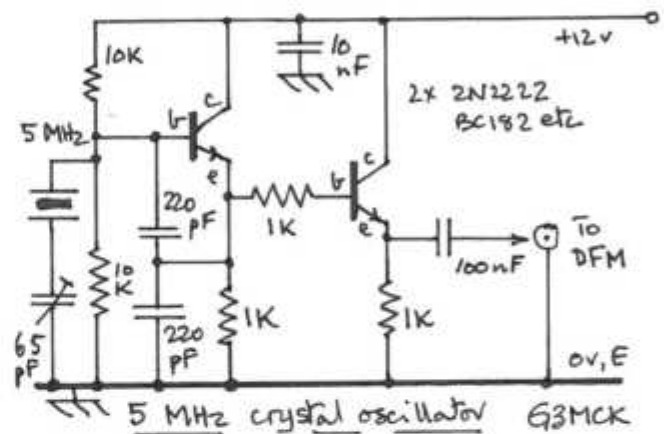 +12v
10K
10
nF
2x 2N2222
BC182 etc
5 MHz
b
c
e
b
c
e
220
pF
1K
To
DFM
100nF
10
K
220
pF
1K
1K
65
pF
0v, E
5 MHz crystal oscillator G3MCK